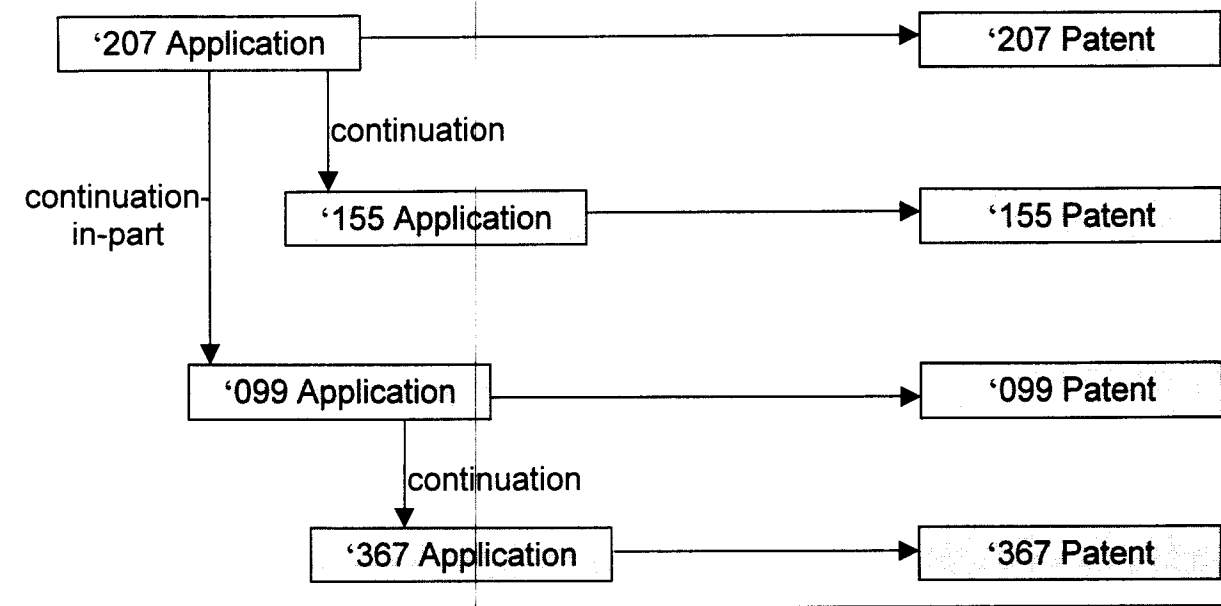 ‘207 Application
‘207 Patent
continuation
continuation-
in-part
‘155 Application
‘155 Patent
‘099 Application
‘099 Patent
continuation
‘367 Application
‘367 Patent